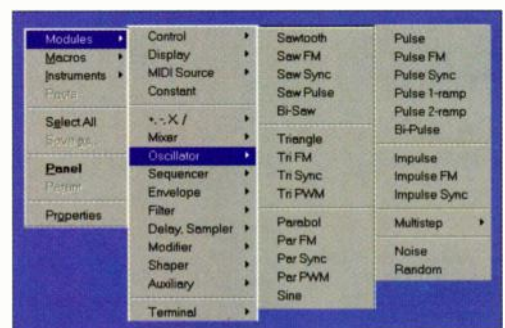 Modules
Macros
Instruments
Paste
Select All
Save as
Panel
Parent
Properties
Control
Display
MIDI Source
Constant
+, -, X /
Mixer
Oscillator
Sequencer
Envelope
Filter
Delay, Sampler
Modifier
Shaper
Auxiliary
Terminal
Sawtooth
Saw FM
Saw Sync
Saw Pulse
Bi-Saw
Triangle
Tri FM
Tri Sync
Tri PWM
Parabol
Par FM
Par Sync
Par PWM
Sine
Pulse
Pulse FM
Pulse Sync
Pulse 1-ramp
Pulse 2-ramp
Bi-Pulse
Impulse
Impulse FM
Impulse Sync
Multistep
Noise
Random